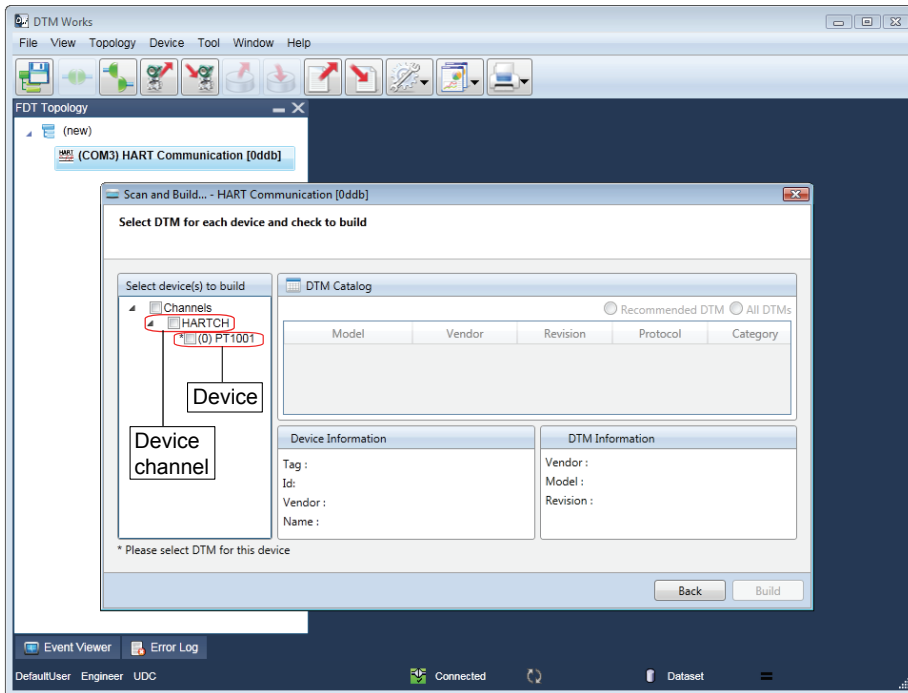 DTM Works
File View Topology Device Tool Window Help
FDT Topology
(new)
HART (COM3) HART Communication [0ddb]
Scan and Build... - HART Communication [0ddb]
Select DTM for each device and check to build
Select device(s) to build
Channels
HARTCH
*(0) PT1001
Device
Device
channel
DTM Catalog
Recommended DTM All DTMs
Model Vendor Revision Protocol Category
Device Information
Tag :
Id:
Vendor :
Name :
DTM Information
Vendor :
Model :
Revision :
* Please select DTM for this device
Back Build
Event Viewer Error Log
DefaultUser Engineer UDC Connected Dataset